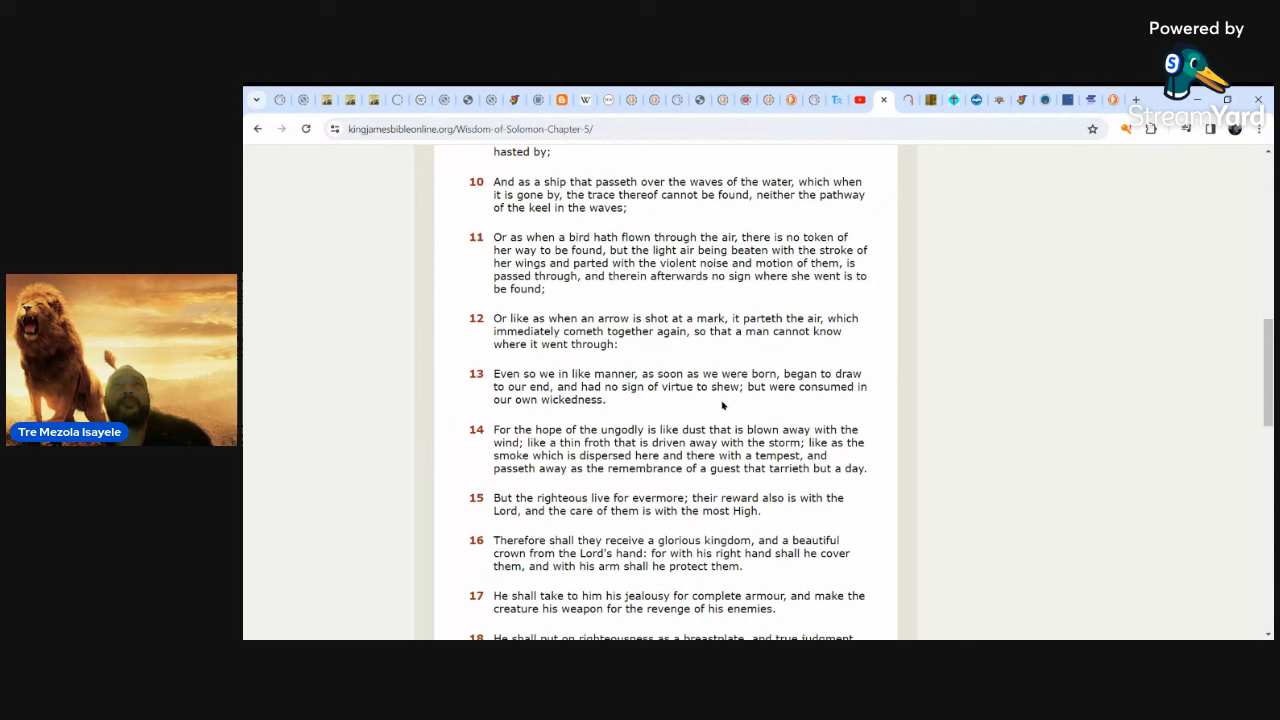 Powered by
S
StreamYard
W
Tx
kingjamesbibleonline.org/Wisdom-of-Solomon-Chapter-5/
hasted by;
10 And as a ship that passeth over the waves of the water, which when
it is gone by, the trace thereof cannot be found, neither the pathway
of the keel in the waves;
11 Or as when a bird hath flown through the air, there is no token of
her way to be found, but the light air being beaten with the stroke of
her wings and parted with the violent noise and motion of them, is
passed through, and therein afterwards no sign where she went is to
be found;
12 Or like as when an arrow is shot at a mark, it parteth the air, which
immediately cometh together again, so that a man cannot know
where it went through:
13 Even so we in like manner, as soon as we were born, began to draw
to our end, and had no sign of virtue to shew; but were consumed in
our own wickedness.
14 For the hope of the ungodly is like dust that is blown away with the
wind; like a thin froth that is driven away with the storm; like as the
smoke which is dispersed here and there with a tempest, and
passeth away as the remembrance of a guest that tarrieth but a day.
15 But the righteous live for evermore; their reward also is with the
Lord, and the care of them is with the most High.
16 Therefore shall they receive a glorious kingdom, and a beautiful
crown from the Lord's hand: for with his right hand shall he cover
them, and with his arm shall he protect them.
17 He shall take to him his jealousy for complete armour, and make the
creature his weapon for the revenge of his enemies.
18 He shall put on righteousness as a breastplate, and true judgment
Tre Mezola Isayele